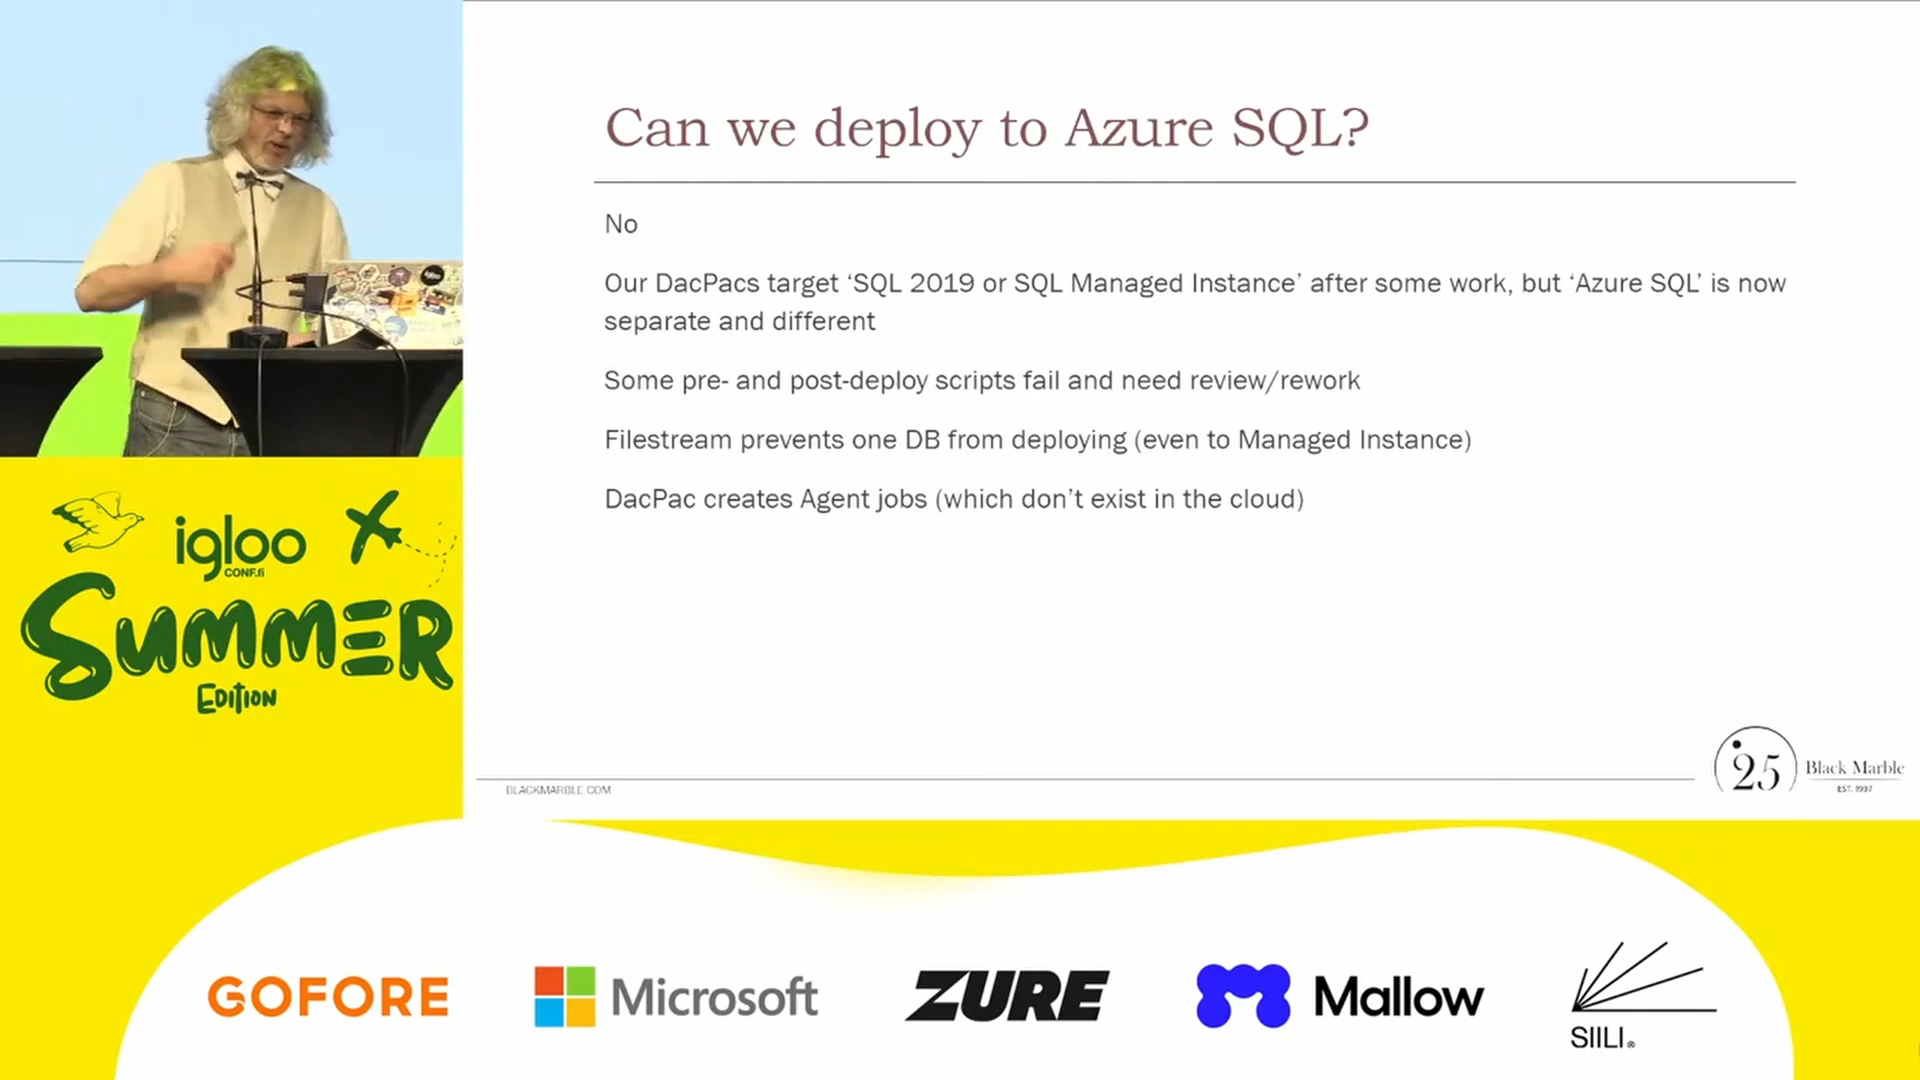 Can we deploy to Azure SQL?
No
Our DacPacs target ‘SQL 2019 or SQL Managed Instance’ after some work, but ‘Azure SQL’ is now
separate and different
Some pre- and post-deploy scripts fail and need review/rework
Filestream prevents one DB from deploying (even to Managed Instance)
DacPac creates Agent jobs (which don’t exist in the cloud)
igloo
CONF.fi
SUMMER
EDITION
BLACKMARBLE.COM
25
Black Marble
EST. 1997
GOFORE
Microsoft
ZURE
Mallow
SIILI®